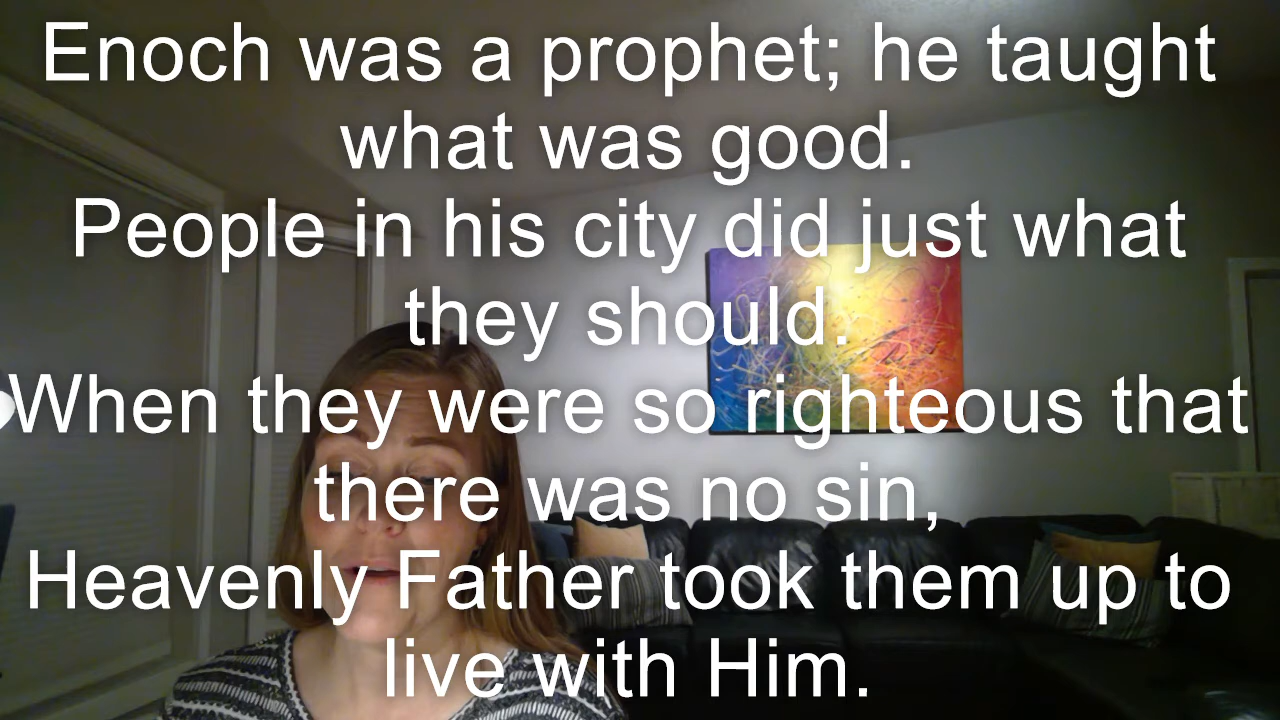 Enoch was a prophet; he taught
what was good.
People in his city did just what
they should.
When they were so righteous that
there was no sin,
Heavenly Father took them up to
live with Him.